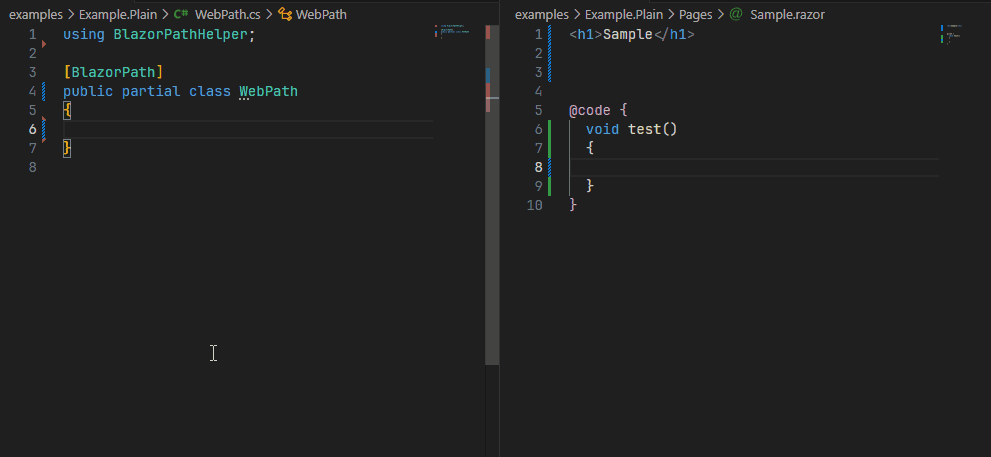 examples > Example.Plain > C# WebPath.cs > WebPath
1 using BlazorPathHelper;
2
3 [BlazorPath]
4 public partial class WebPath
5 {
6
7 }
8
examples > Example.Plain > Pages > @ Sample.razor
1 <h1>Sample</h1>
2
3
4
5 @code {
6 void test()
7 {
8
9 }
10 }